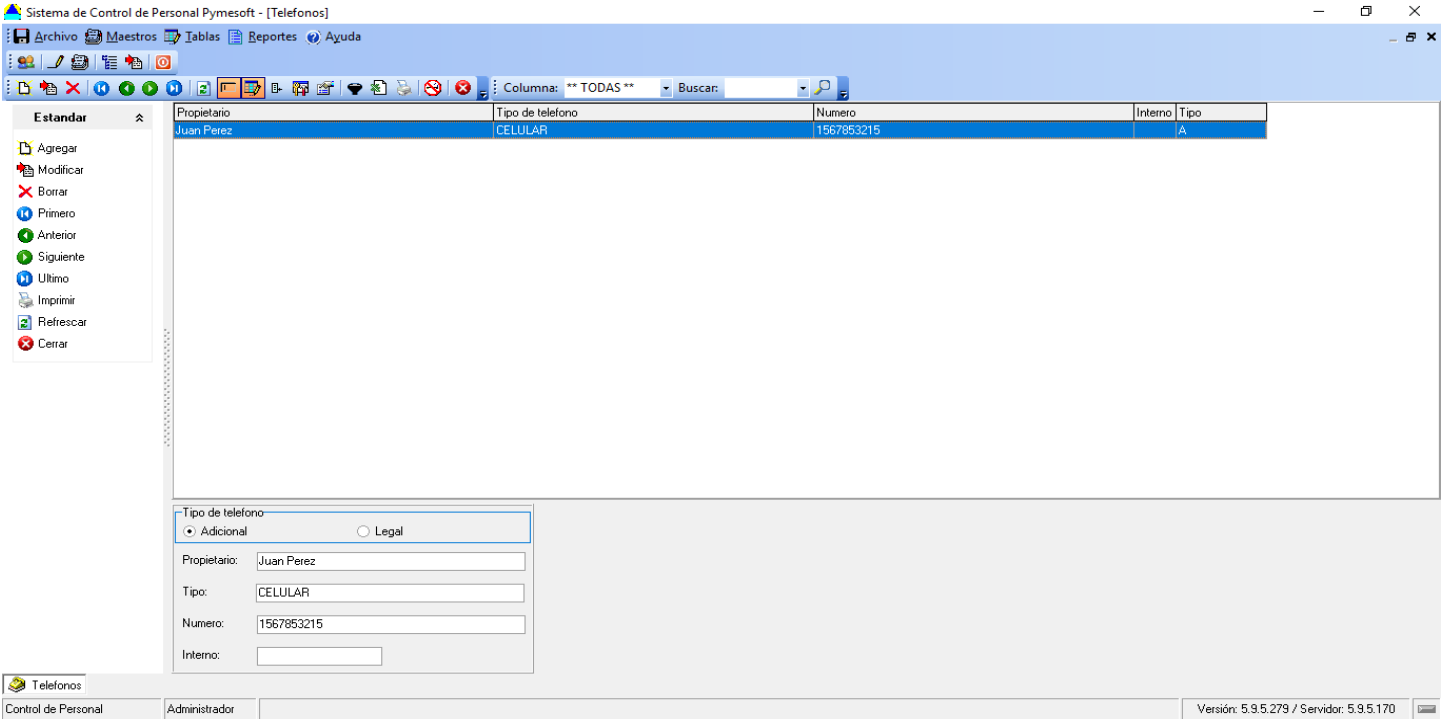 Sistema de Control de Personal Pymesoft - [Telefonos]
Archivo Maestros Tablas Reportes Ayuda
Columna: ** TODAS ** Buscar:
Estandar
Agregar
Modificar
Borrar
Primero
Anterior
Siguiente
Ultimo
Imprimir
Refrescar
Cerrar
Propietario Tipo de telefono Numero Interno Tipo
Juan Perez CELULAR 1567853215 A
Tipo de telefono
Adicional Legal
Propietario: Juan Perez
Tipo: CELULAR
Numero: 1567853215
Interno:
Telefonos
Control de Personal Administrador Versión: 5.9.5.279 / Servidor: 5.9.5.170